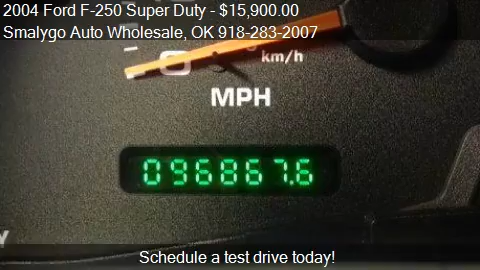 2004 Ford F-250 Super Duty - $15,900.00
Smalygo Auto Wholesale, OK 918-283-2007
0
km/h
MPH
096867.6
Y
Schedule a test drive today!